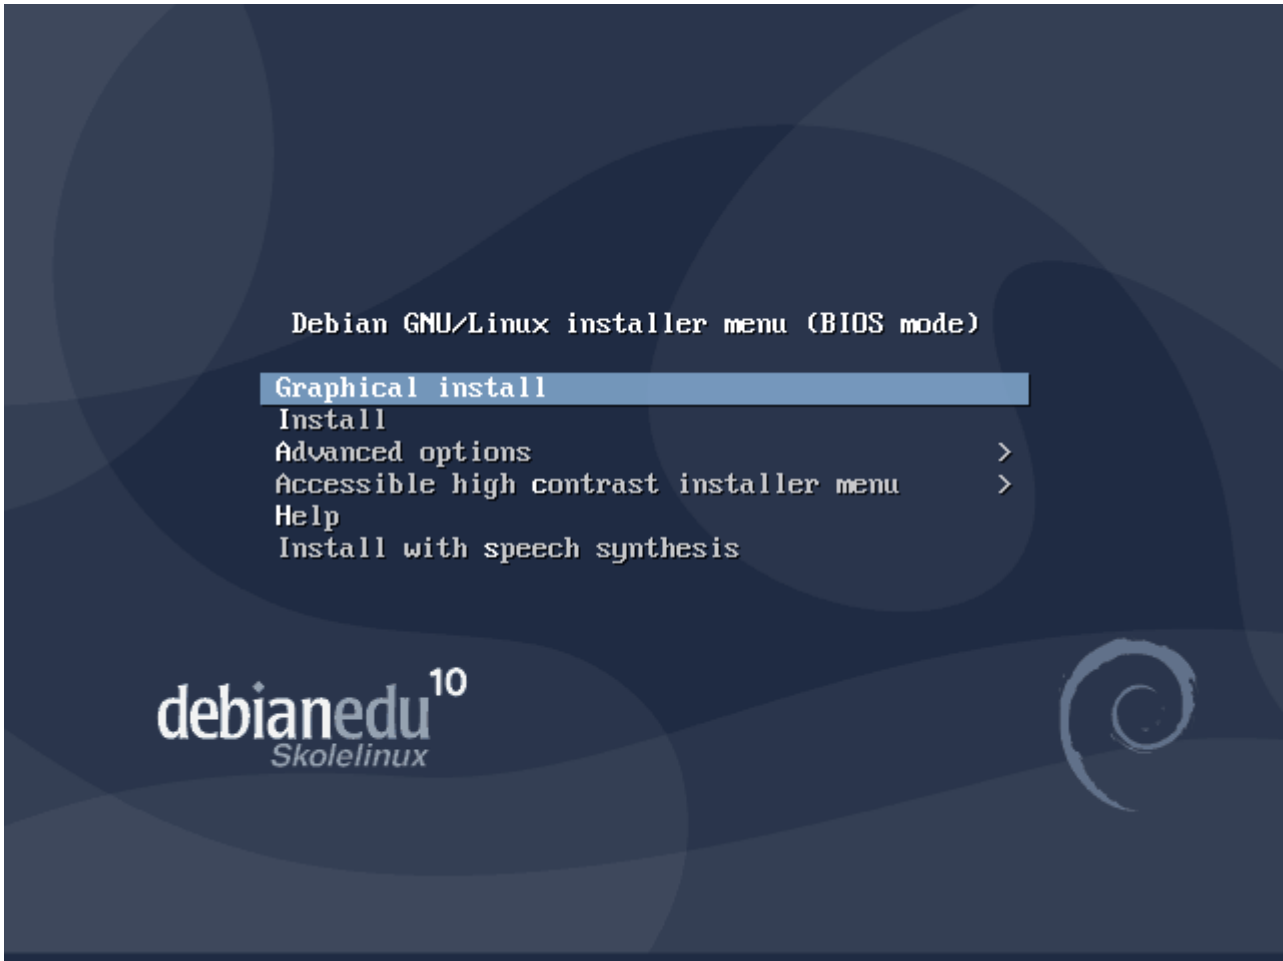 Debian GNU/Linux installer menu (BIOS mode)
Graphical install
Install
Advanced options >
Accessible high contrast installer menu >
Help
Install with speech synthesis
debianedu 10
Skolelinux